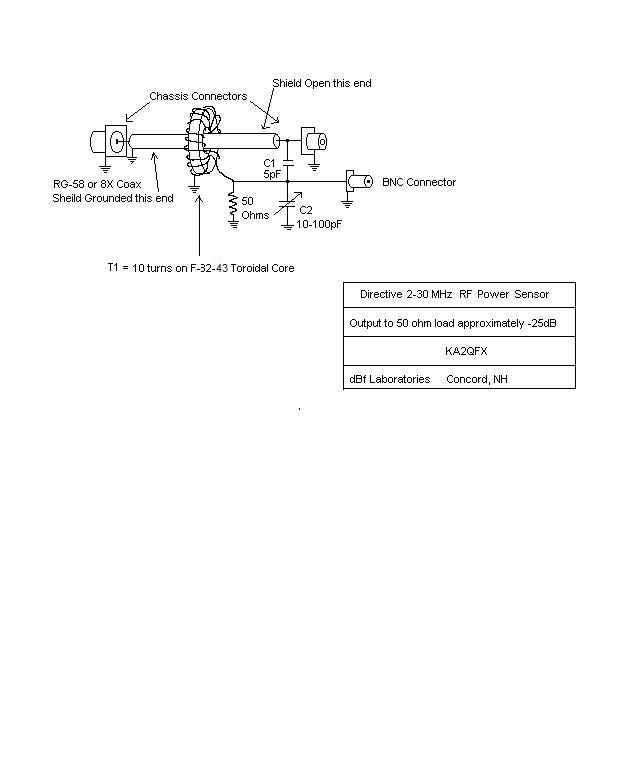 Shield Open this end
Chassis Connectors
C1
5pF
RG-58 or 8X Coax
Sheild Grounded this end
BNC Connector
50
Ohms
C2
10-100pF
T1 = 10 turns on F-82-43 Toroidal Core
Directive 2-30 MHz RF Power Sensor
Output to 50 ohm load approximately -25dB
KA2QFX
dBf Laboratories Concord, NH